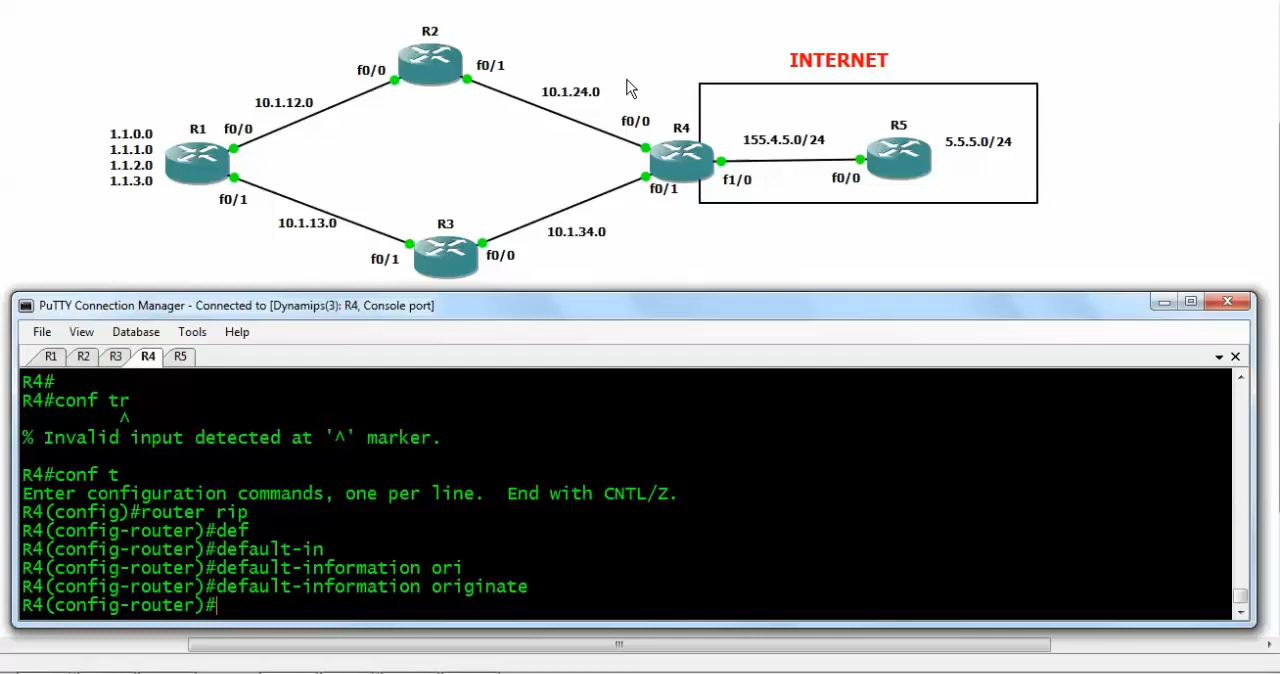 R2
INTERNET
f0/0
f0/1
10.1.12.0
10.1.24.0
1.1.0.0
1.1.1.0
1.1.2.0
1.1.3.0
R1
f0/0
f0/0
R4
155.4.5.0/24
R5
5.5.5.0/24
f0/1
f0/1
f1/0
f0/0
10.1.13.0
R3
10.1.34.0
f0/1
f0/0
PuTTY Connection Manager - Connected to [Dynamips(3): R4, Console port]
File View Database Tools Help
R1 R2 R3 R4 R5
R4#
R4#conf tr
^
% Invalid input detected at '^' marker.
R4#conf t
Enter configuration commands, one per line.  End with CNTL/Z.
R4(config)#router rip
R4(config-router)#def
R4(config-router)#default-in
R4(config-router)#default-information ori
R4(config-router)#default-information originate
R4(config-router)#